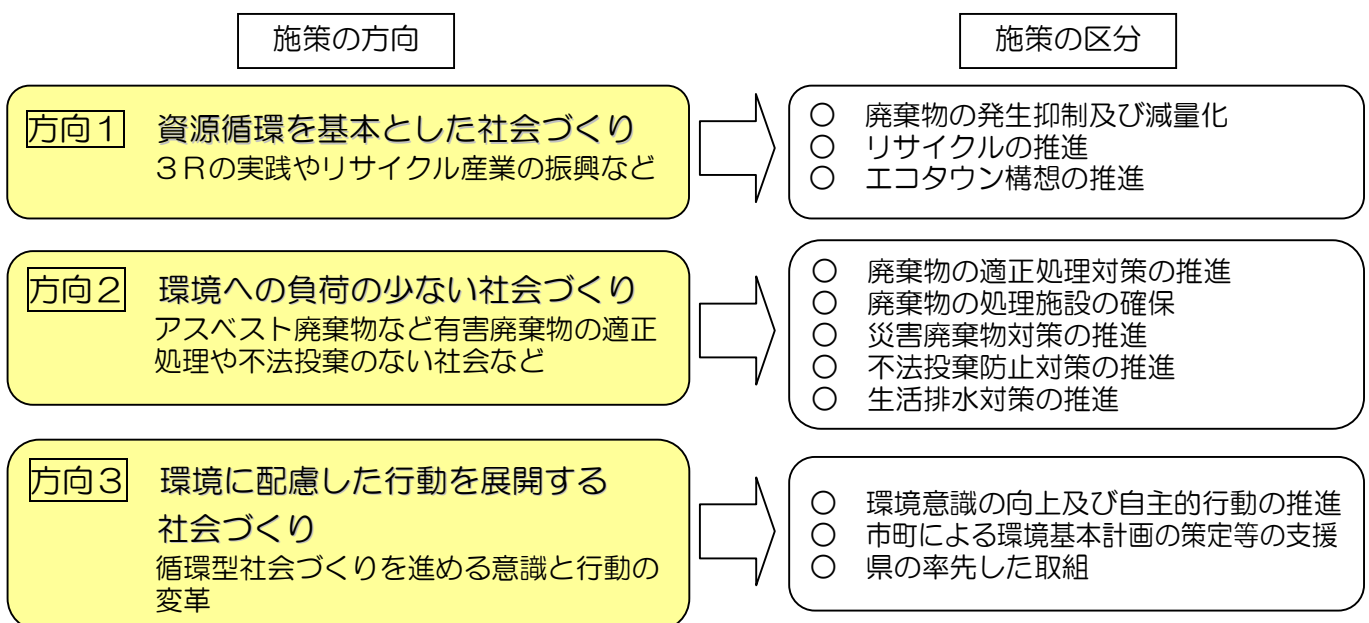 施策の方向
施策の区分
方向1 資源循環を基本とした社会づくり
3Rの実践やリサイクル産業の振興など
○ 廃棄物の発生抑制及び減量化
○ リサイクルの推進
○ エコタウン構想の推進
方向2 環境への負荷の少ない社会づくり
アスベスト廃棄物など有害廃棄物の適正
処理や不法投棄のない社会など
○ 廃棄物の適正処理対策の推進
○ 廃棄物の処理施設の確保
○ 災害廃棄物対策の推進
○ 不法投棄防止対策の推進
○ 生活排水対策の推進
方向3 環境に配慮した行動を展開する
社会づくり
循環型社会づくりを進める意識と行動の
変革
○ 環境意識の向上及び自主的行動の推進
○ 市町による環境基本計画の策定等の支援
○ 県の率先した取組